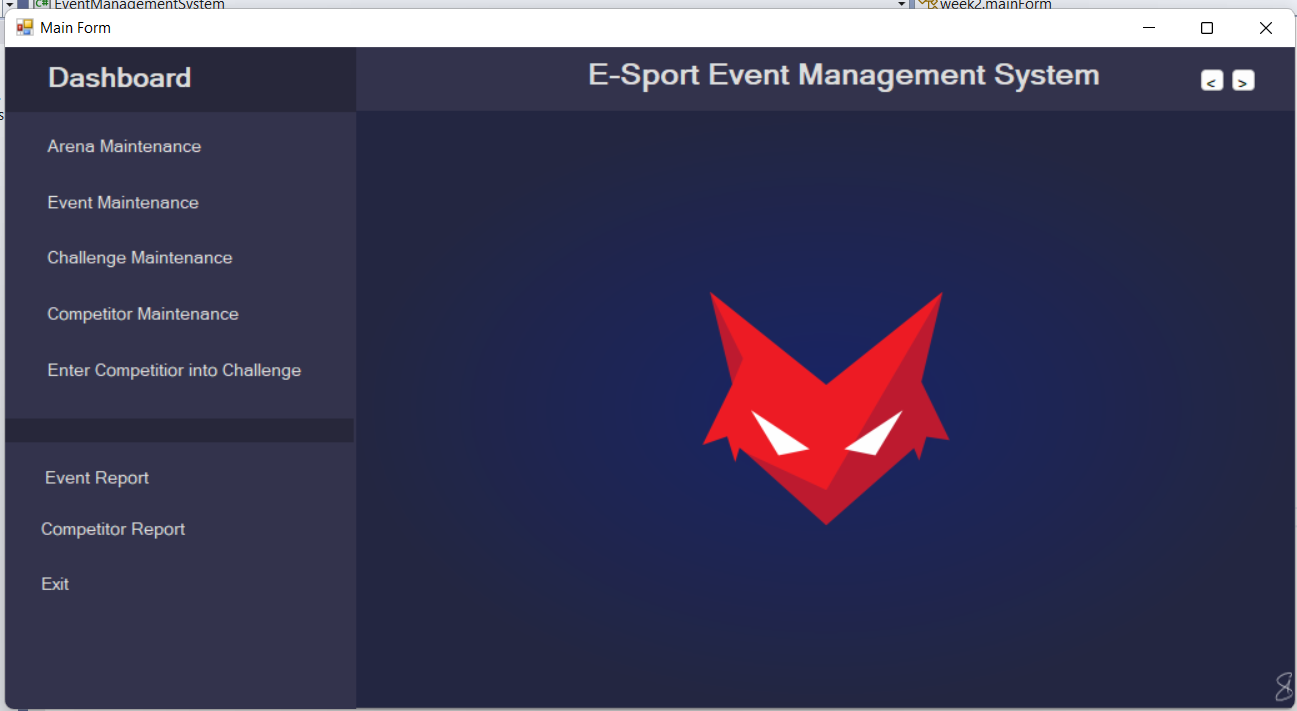 EventManagementSystem
week2.mainForm
Main Form
Dashboard
E-Sport Event Management System
<
>
Arena Maintenance
Event Maintenance
Challenge Maintenance
Competitor Maintenance
Enter Competitior into Challenge
Event Report
Competitor Report
Exit